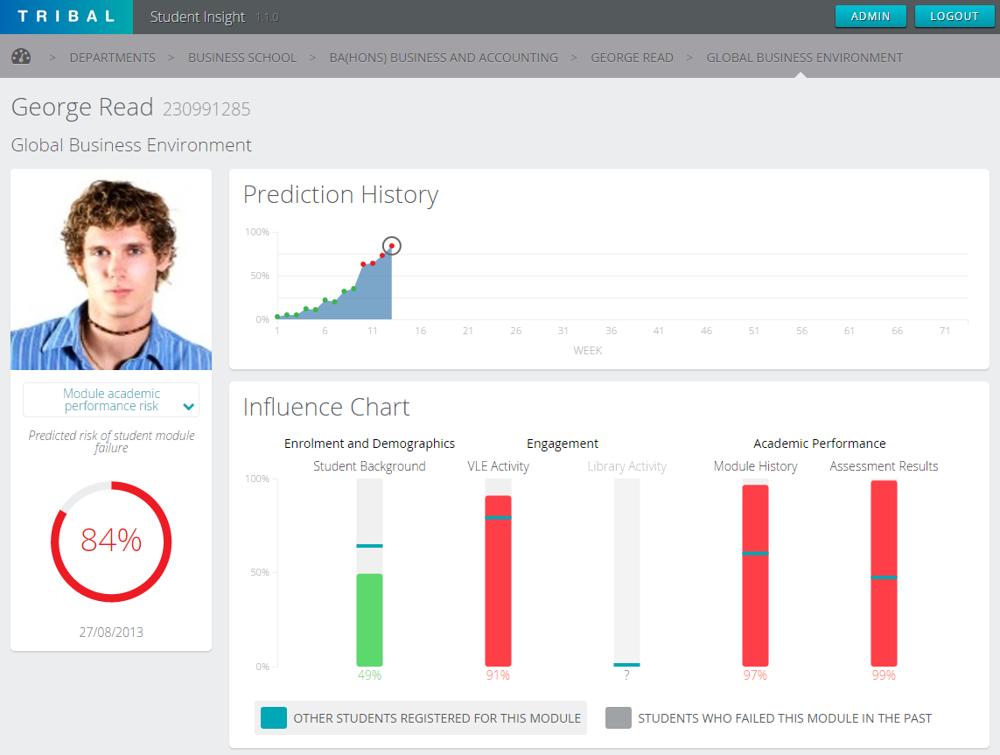 TRIBAL Student Insight 1.1.0 ADMIN LOGOUT
> DEPARTMENTS > BUSINESS SCHOOL > BA(HONS) BUSINESS AND ACCOUNTING > GEORGE READ > GLOBAL BUSINESS ENVIRONMENT
George Read 230991285
Global Business Environment
Module academic
performance risk
Predicted risk of student module
failure
84%
27/08/2013
Prediction History
100%
50%
0%
1 6 11 16 21 26 31 36 41 46 51 56 61 66 71
WEEK
Influence Chart
Enrolment and Demographics Engagement Academic Performance
Student Background VLE Activity Library Activity Module History Assessment Results
100%
50%
0%
49% 91% ? 97% 99%
OTHER STUDENTS REGISTERED FOR THIS MODULE STUDENTS WHO FAILED THIS MODULE IN THE PAST